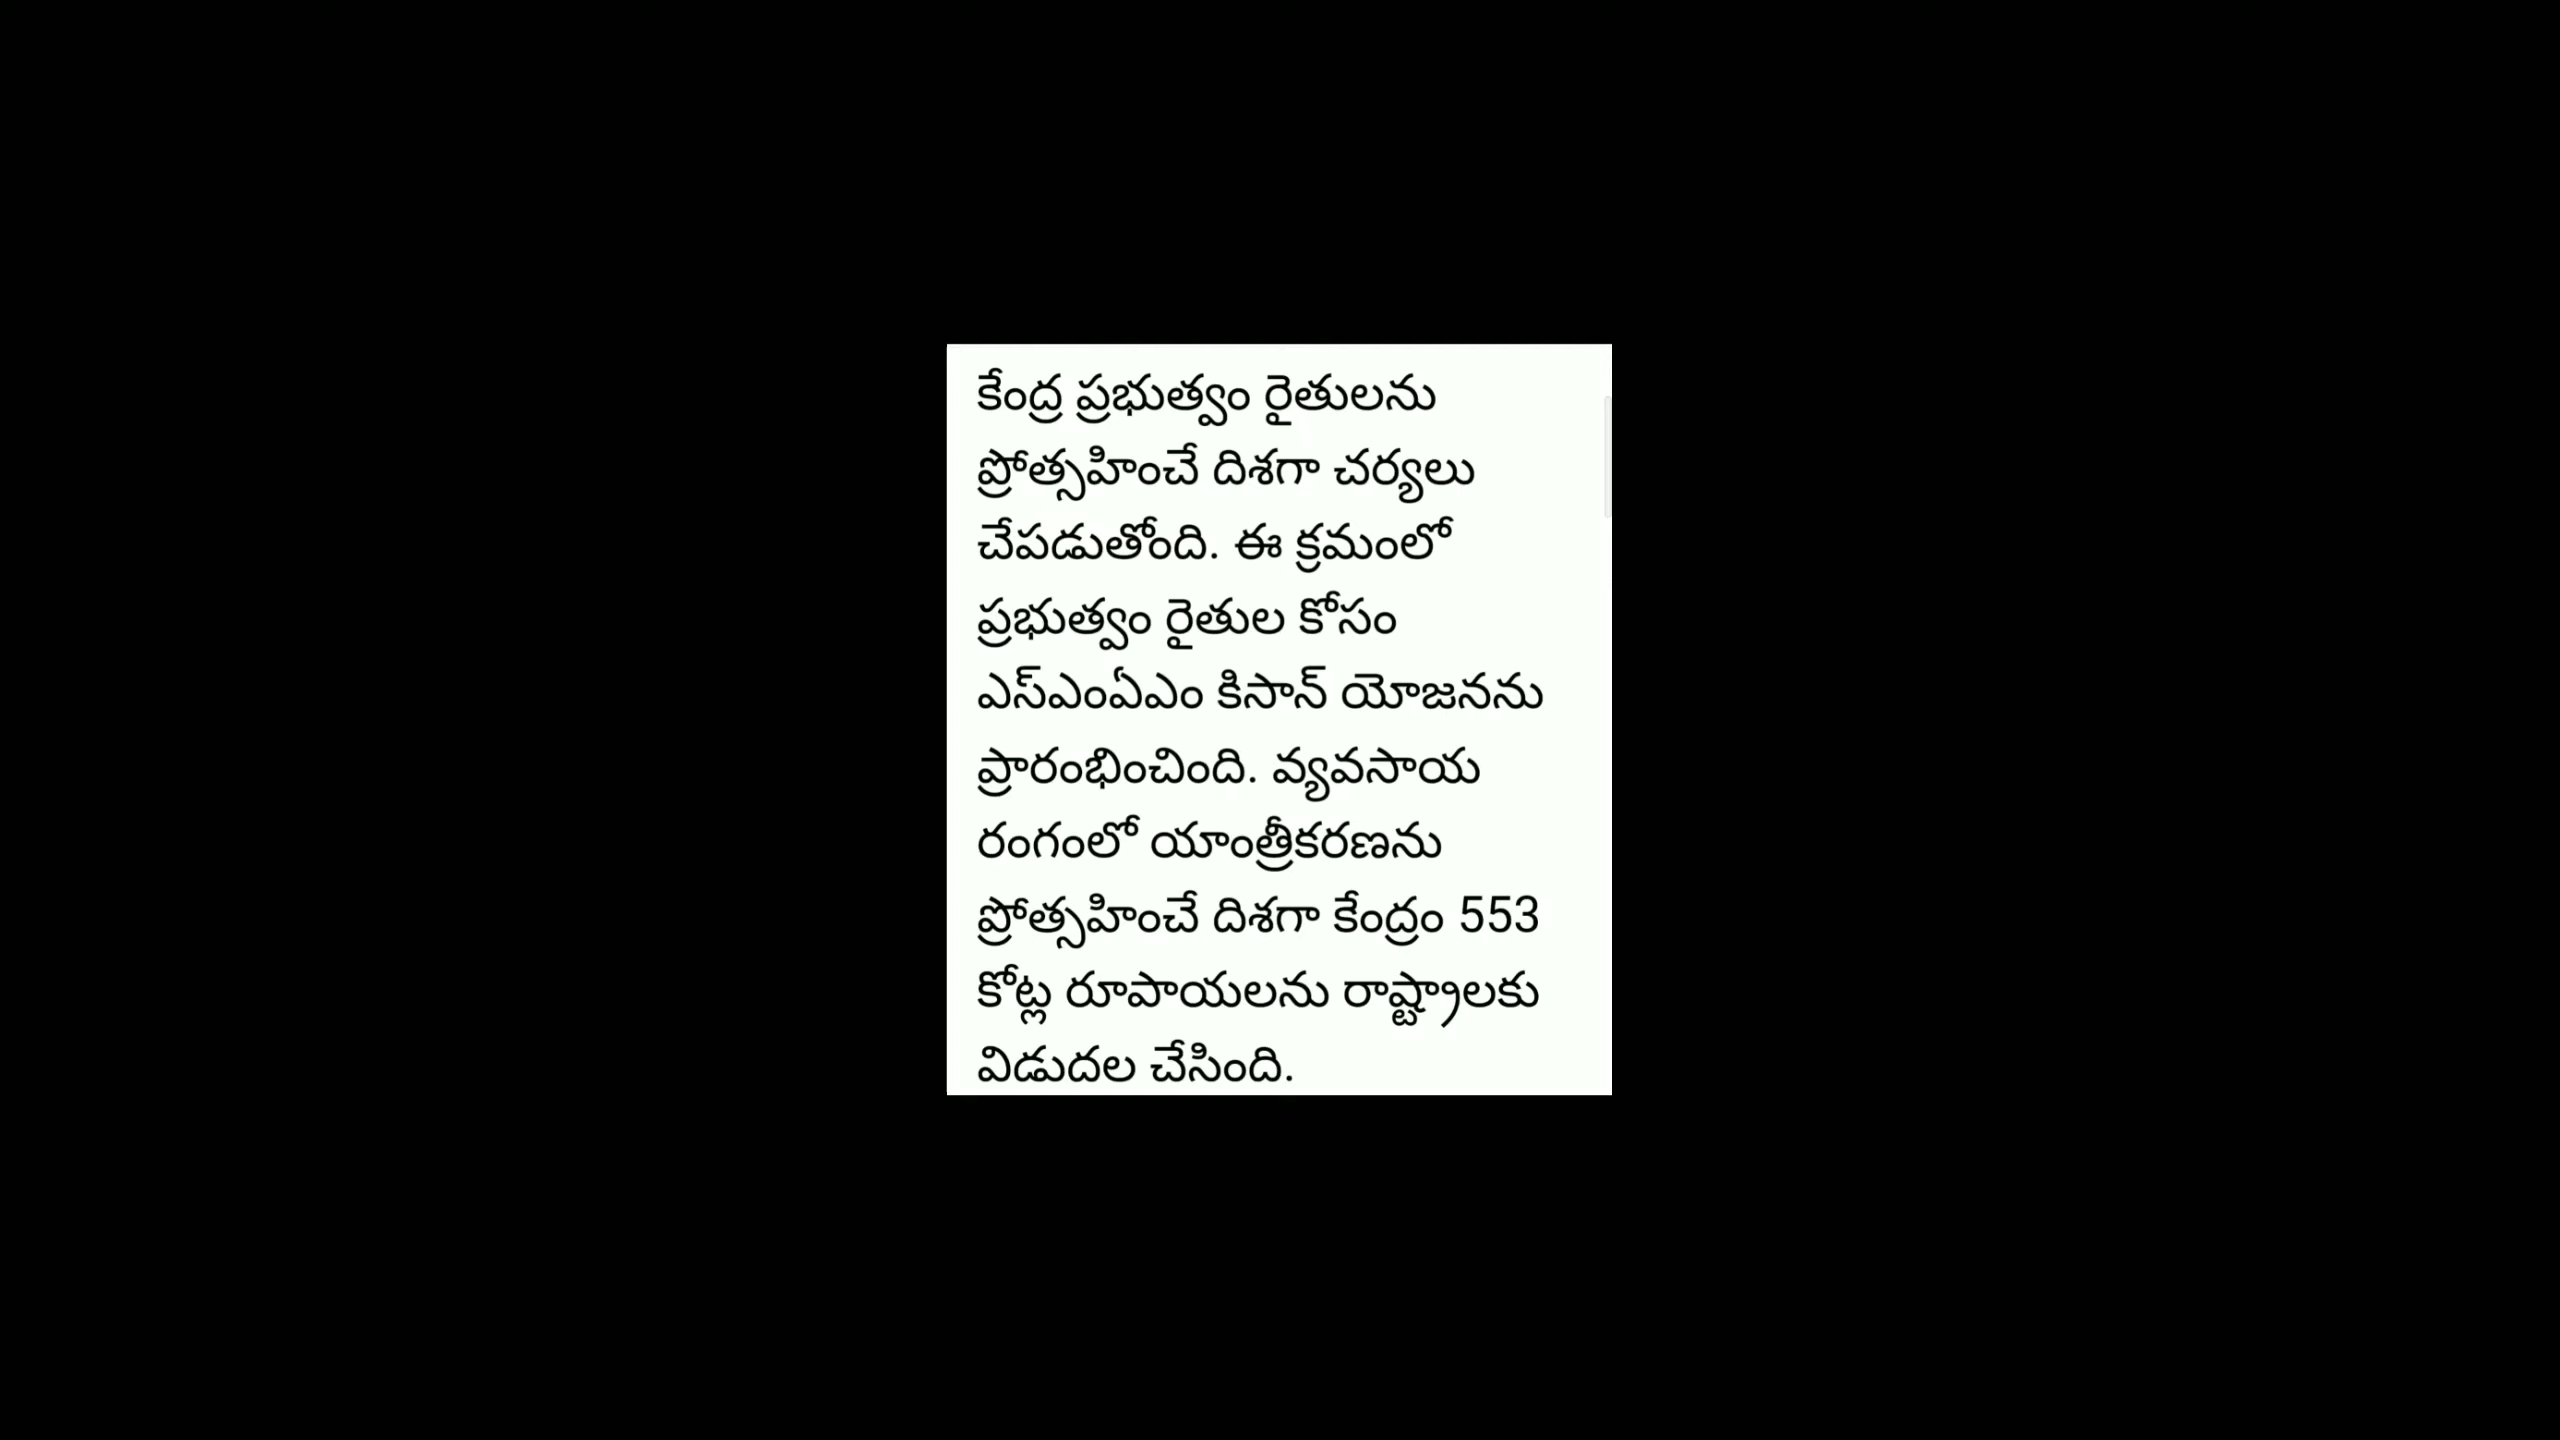 కేంద్ర ప్రభుత్వం రైతులను
ప్రోత్సహించే దిశగా చర్యలు
చేపడుతోంది. ఈ క్రమంలో
ప్రభుత్వం రైతుల కోసం
ఎస్ఎంఏఎం కిసాన్ యోజనను
ప్రారంభించింది. వ్యవసాయ
రంగంలో యాంత్రీకరణను
ప్రోత్సహించే దిశగా కేంద్రం 553
కోట్ల రూపాయలను రాష్ట్రాలకు
విడుదల చేసింది.